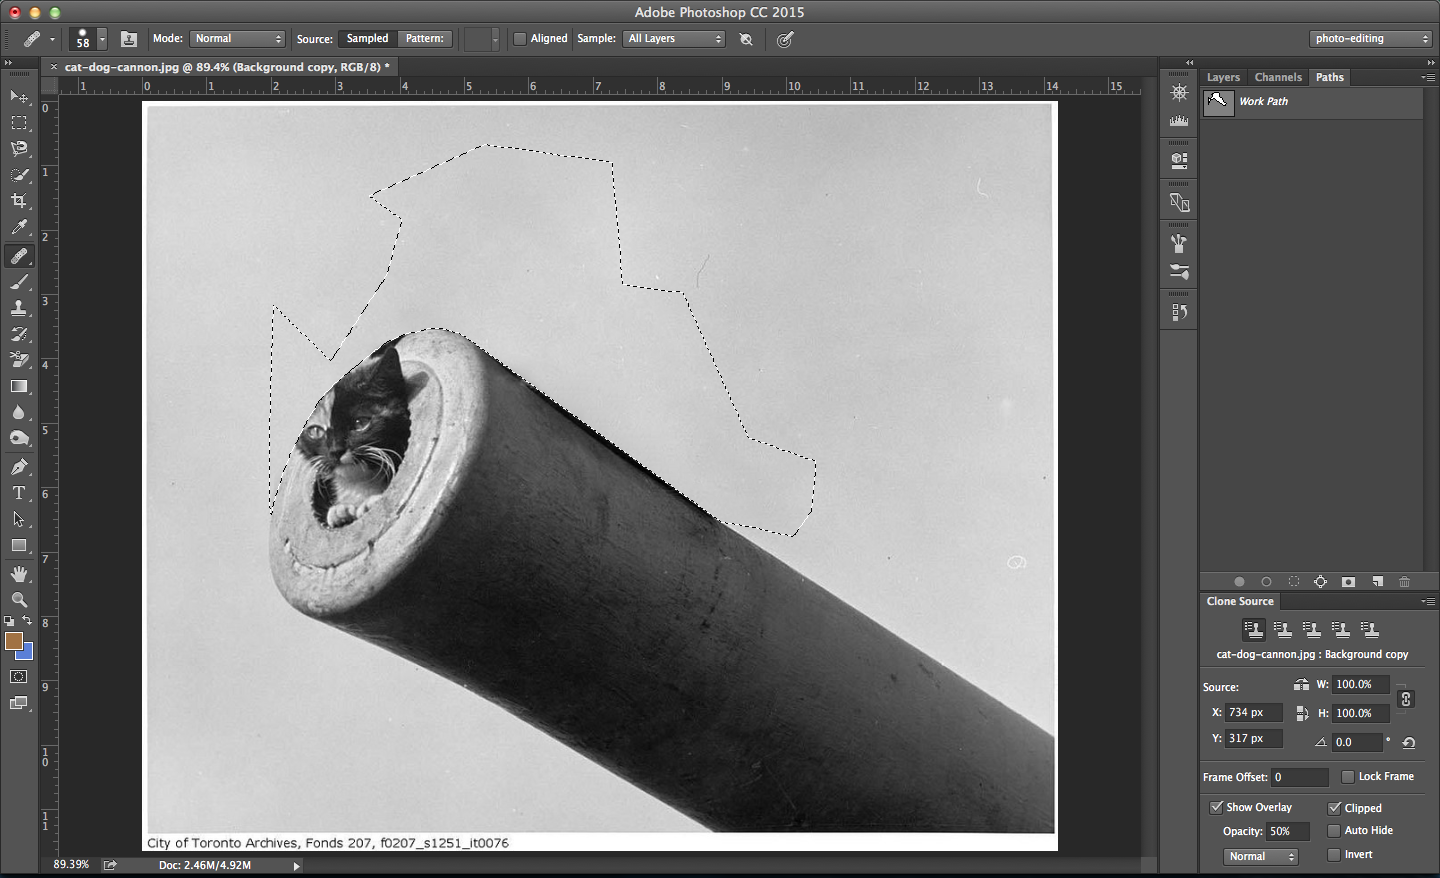 Adobe Photoshop CC 2015
58 Mode: Normal Source: Sampled Pattern: Aligned Sample: All Layers photo-editing
× cat-dog-cannon.jpg @ 89.4% (Background copy, RGB/8) *
Layers Channels Paths
1 0 1 2 3 4 5 6 7 8 9 10 11 12 13 14 15
Work Path
0
1
2
3
4
5
6
7
8
9
10
11
T
Clone Source
cat-dog-cannon.jpg : Background copy
Source: W: 100.0%
X: 734 px H: 100.0%
Y: 317 px 0.0 °
Frame Offset: 0 Lock Frame
Show Overlay Clipped
Opacity: 50% Auto Hide
Normal Invert
City of Toronto Archives, Fonds 207, f0207_s1251_it0076
89.39% Doc: 2.46M/4.92M